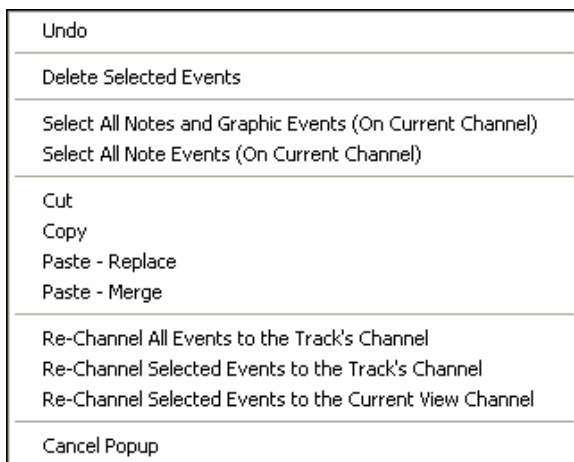 Undo
Delete Selected Events
Select All Notes and Graphic Events (On Current Channel)
Select All Note Events (On Current Channel)
Cut
Copy
Paste - Replace
Paste - Merge
Re-Channel All Events to the Track's Channel
Re-Channel Selected Events to the Track's Channel
Re-Channel Selected Events to the Current View Channel
Cancel Popup